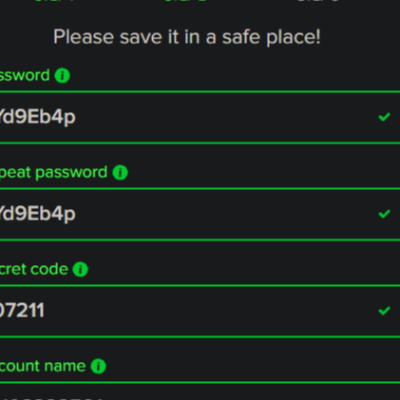 Please save it in a safe place!
ssword
Yd9Eb4p
peat password
Yd9Eb4p
cret code
07211
count name